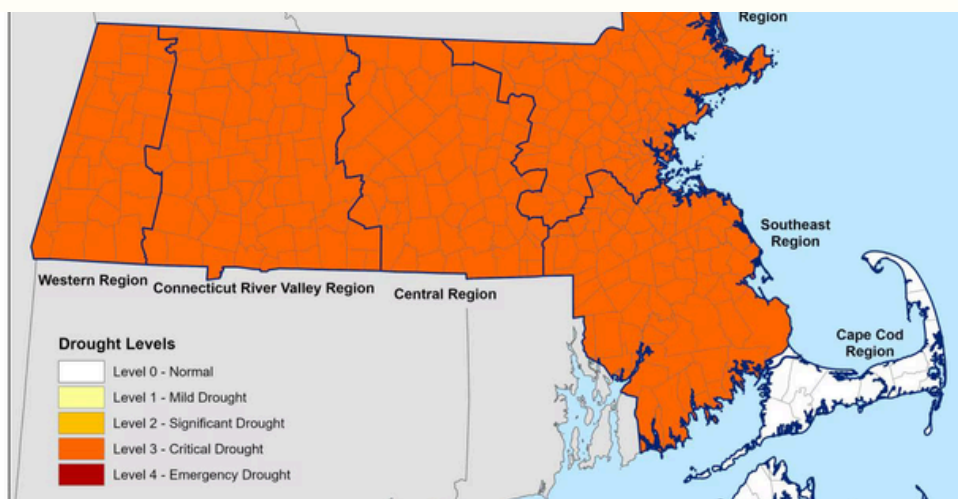 Region
Southeast
Region
Cape Cod
Region
Western Region
Connecticut River Valley Region
Central Region
Drought Levels
Level 0 - Normal
Level 1 - Mild Drought
Level 2 - Significant Drought
Level 3 - Critical Drought
Level 4 - Emergency Drought